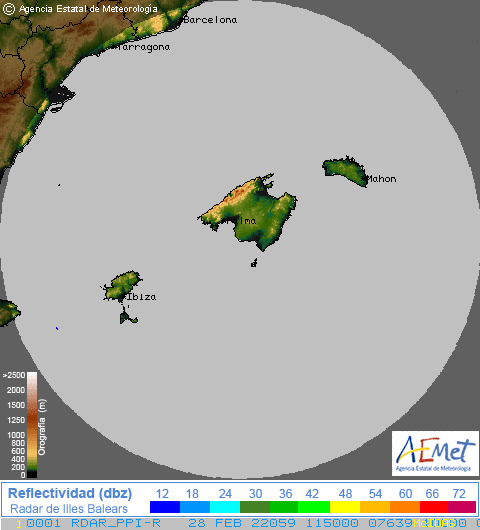 © Agencia Estatal de Meteorología
Barcelona
Tarragona
Mahon
lma
Ibiza
>2500
2000
1500
1000
800
600
400
200
0
Orografía (m)
AEMet
Agencia Estatal de Meteorología
Reflectividad (dbz)
Radar de Illes Balears
12 18 24 30 36 42 48 54 60 66 72
1 0001 RDAR_PPI-R 28 FEB 22059 115000 07639